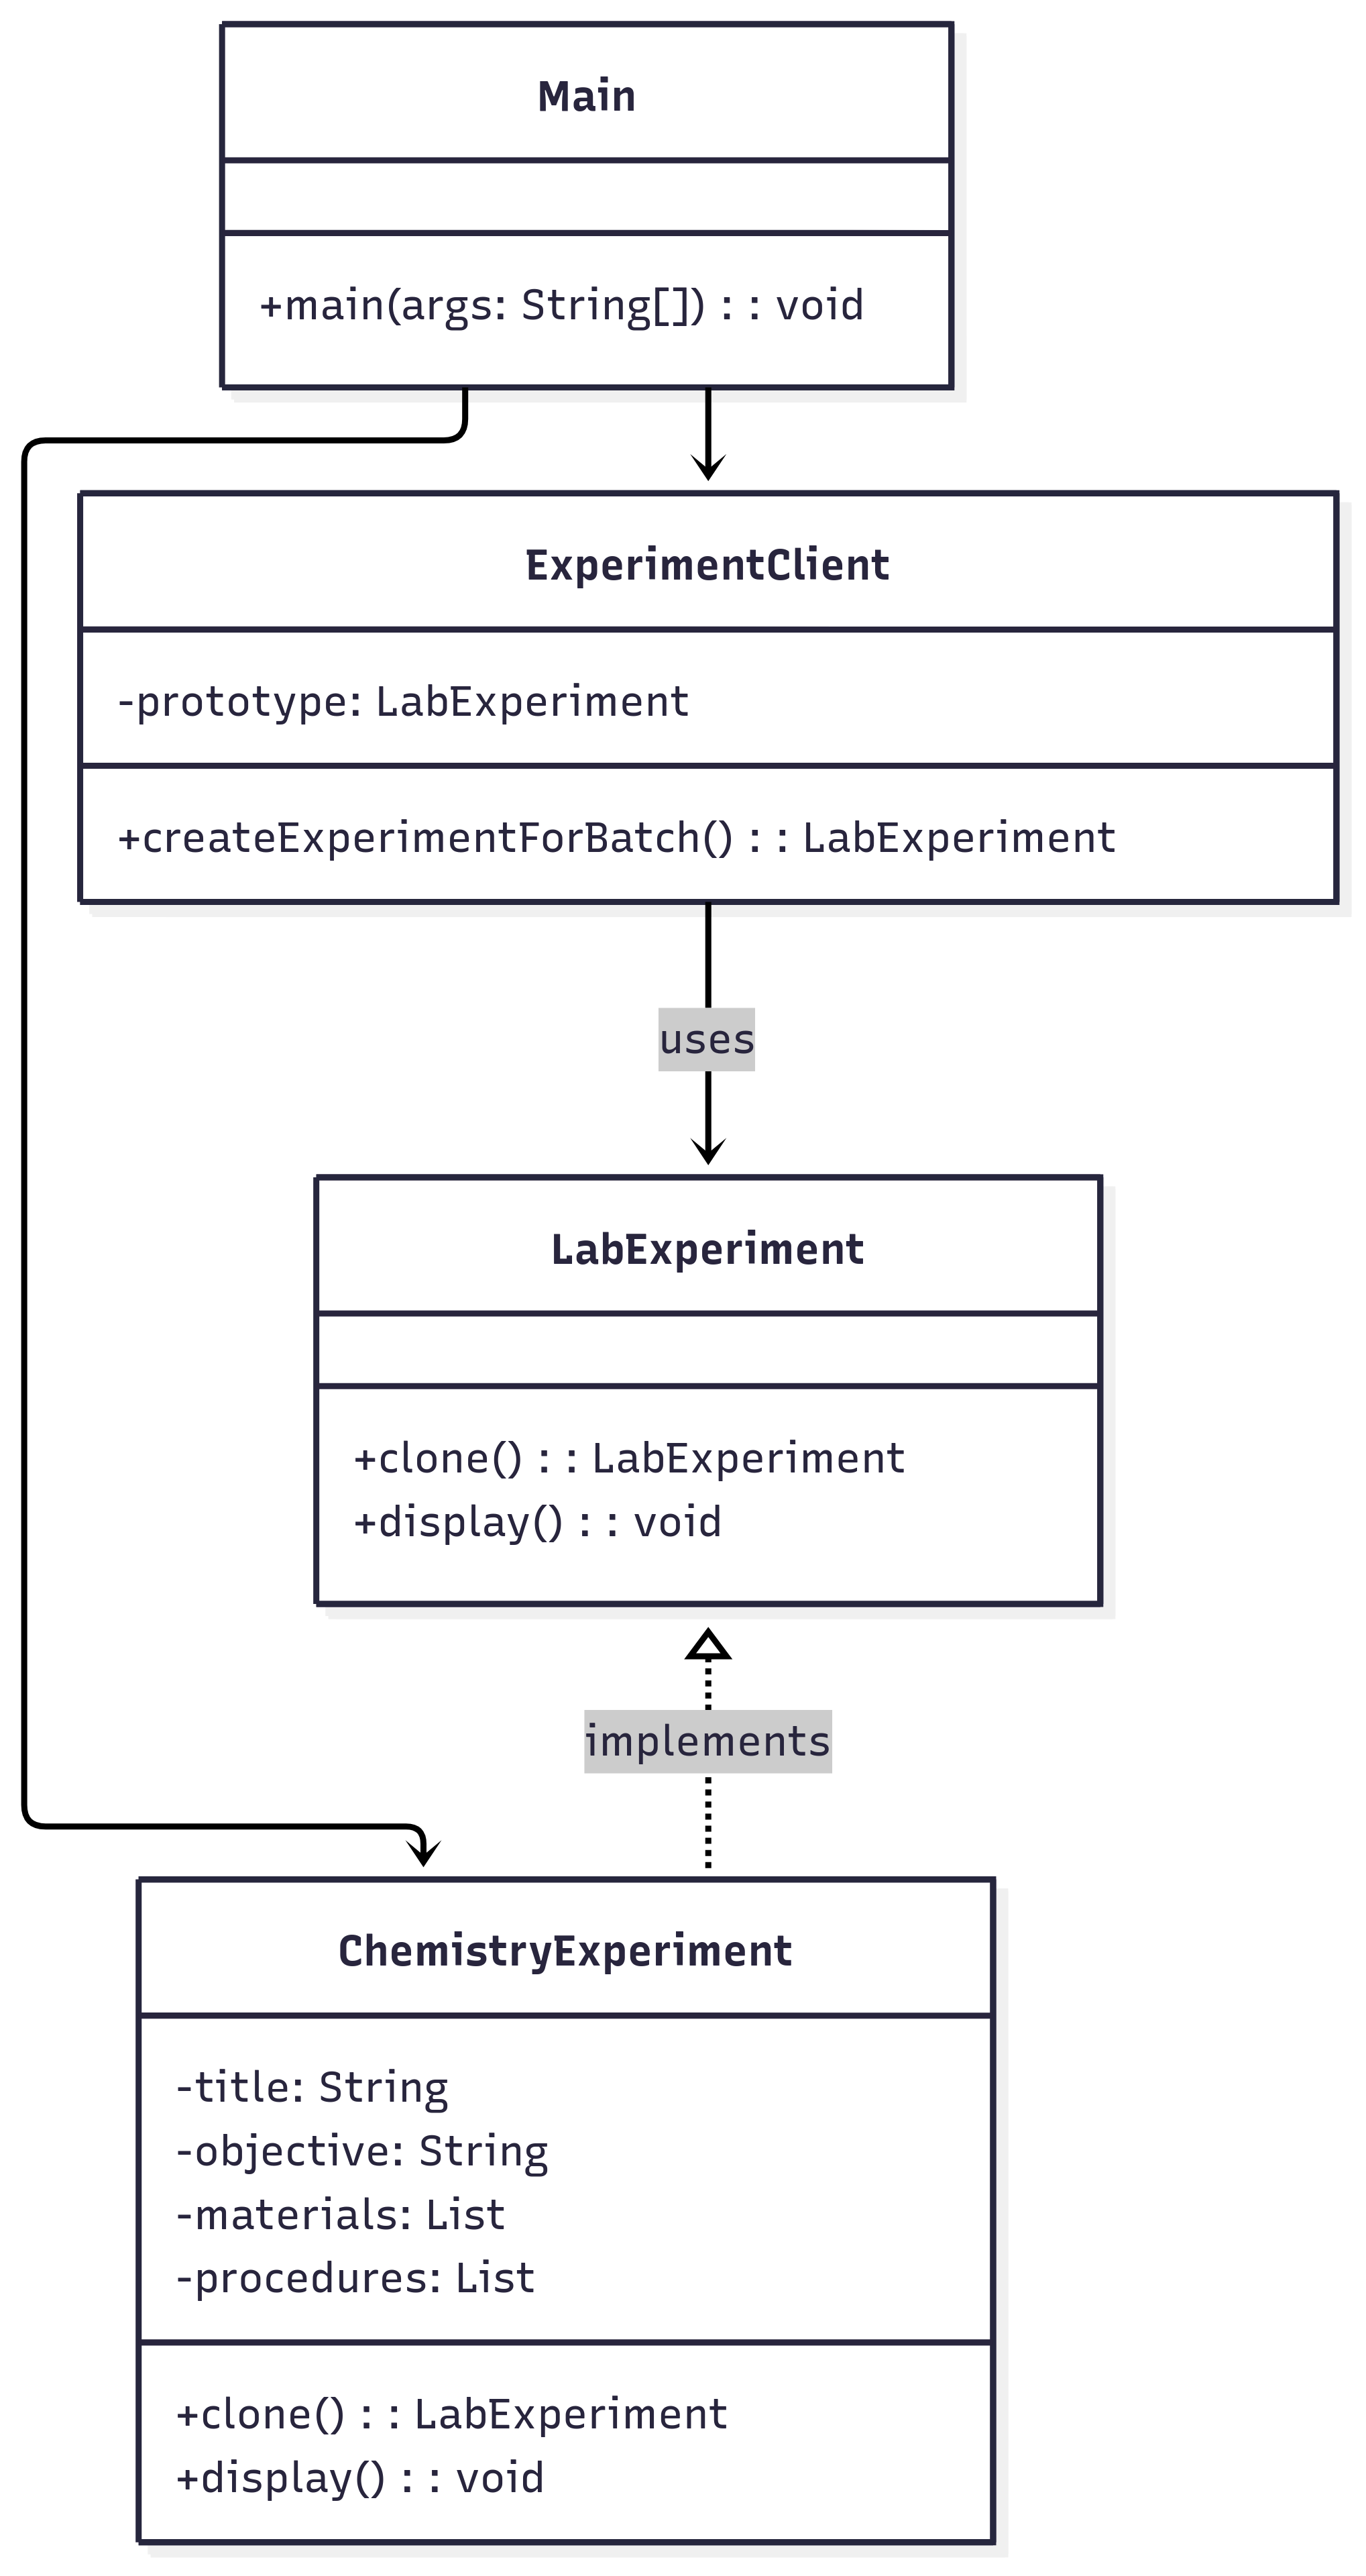 Main
+main(args: String[]) : : void
ExperimentClient
-prototype: LabExperiment
+createExperimentForBatch() : : LabExperiment
uses
LabExperiment
+clone() : : LabExperiment
+display() : : void
implements
ChemistryExperiment
-title: String
-objective: String
-materials: List
-procedures: List
+clone() : : LabExperiment
+display() : : void